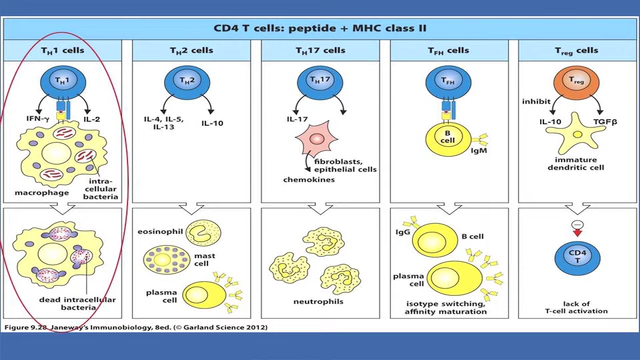 CD4 T cells: peptide + MHC class II
TH1 cells
TH2 cells
TH17 cells
TFH cells
Treg cells
TH1
IFN-γ
IL-2
macrophage
intra-
cellular
bacteria
TH2
IL-4, IL-5,
IL-13
IL-10
TH17
IL-17
fibroblasts,
epithelial cells
chemokines
TFH
B
cell
IgM
Treg
inhibit
IL-10
TGFβ
immature
dendritic cell
dead intracellular
bacteria
eosinophil
mast
cell
plasma
cell
neutrophils
IgG
B cell
plasma
cell
isotype switching,
affinity maturation
CD4
T
lack of
T-cell activation
Figure 9.28 Janeway's Immunobiology, 8ed. (© Garland Science 2012)